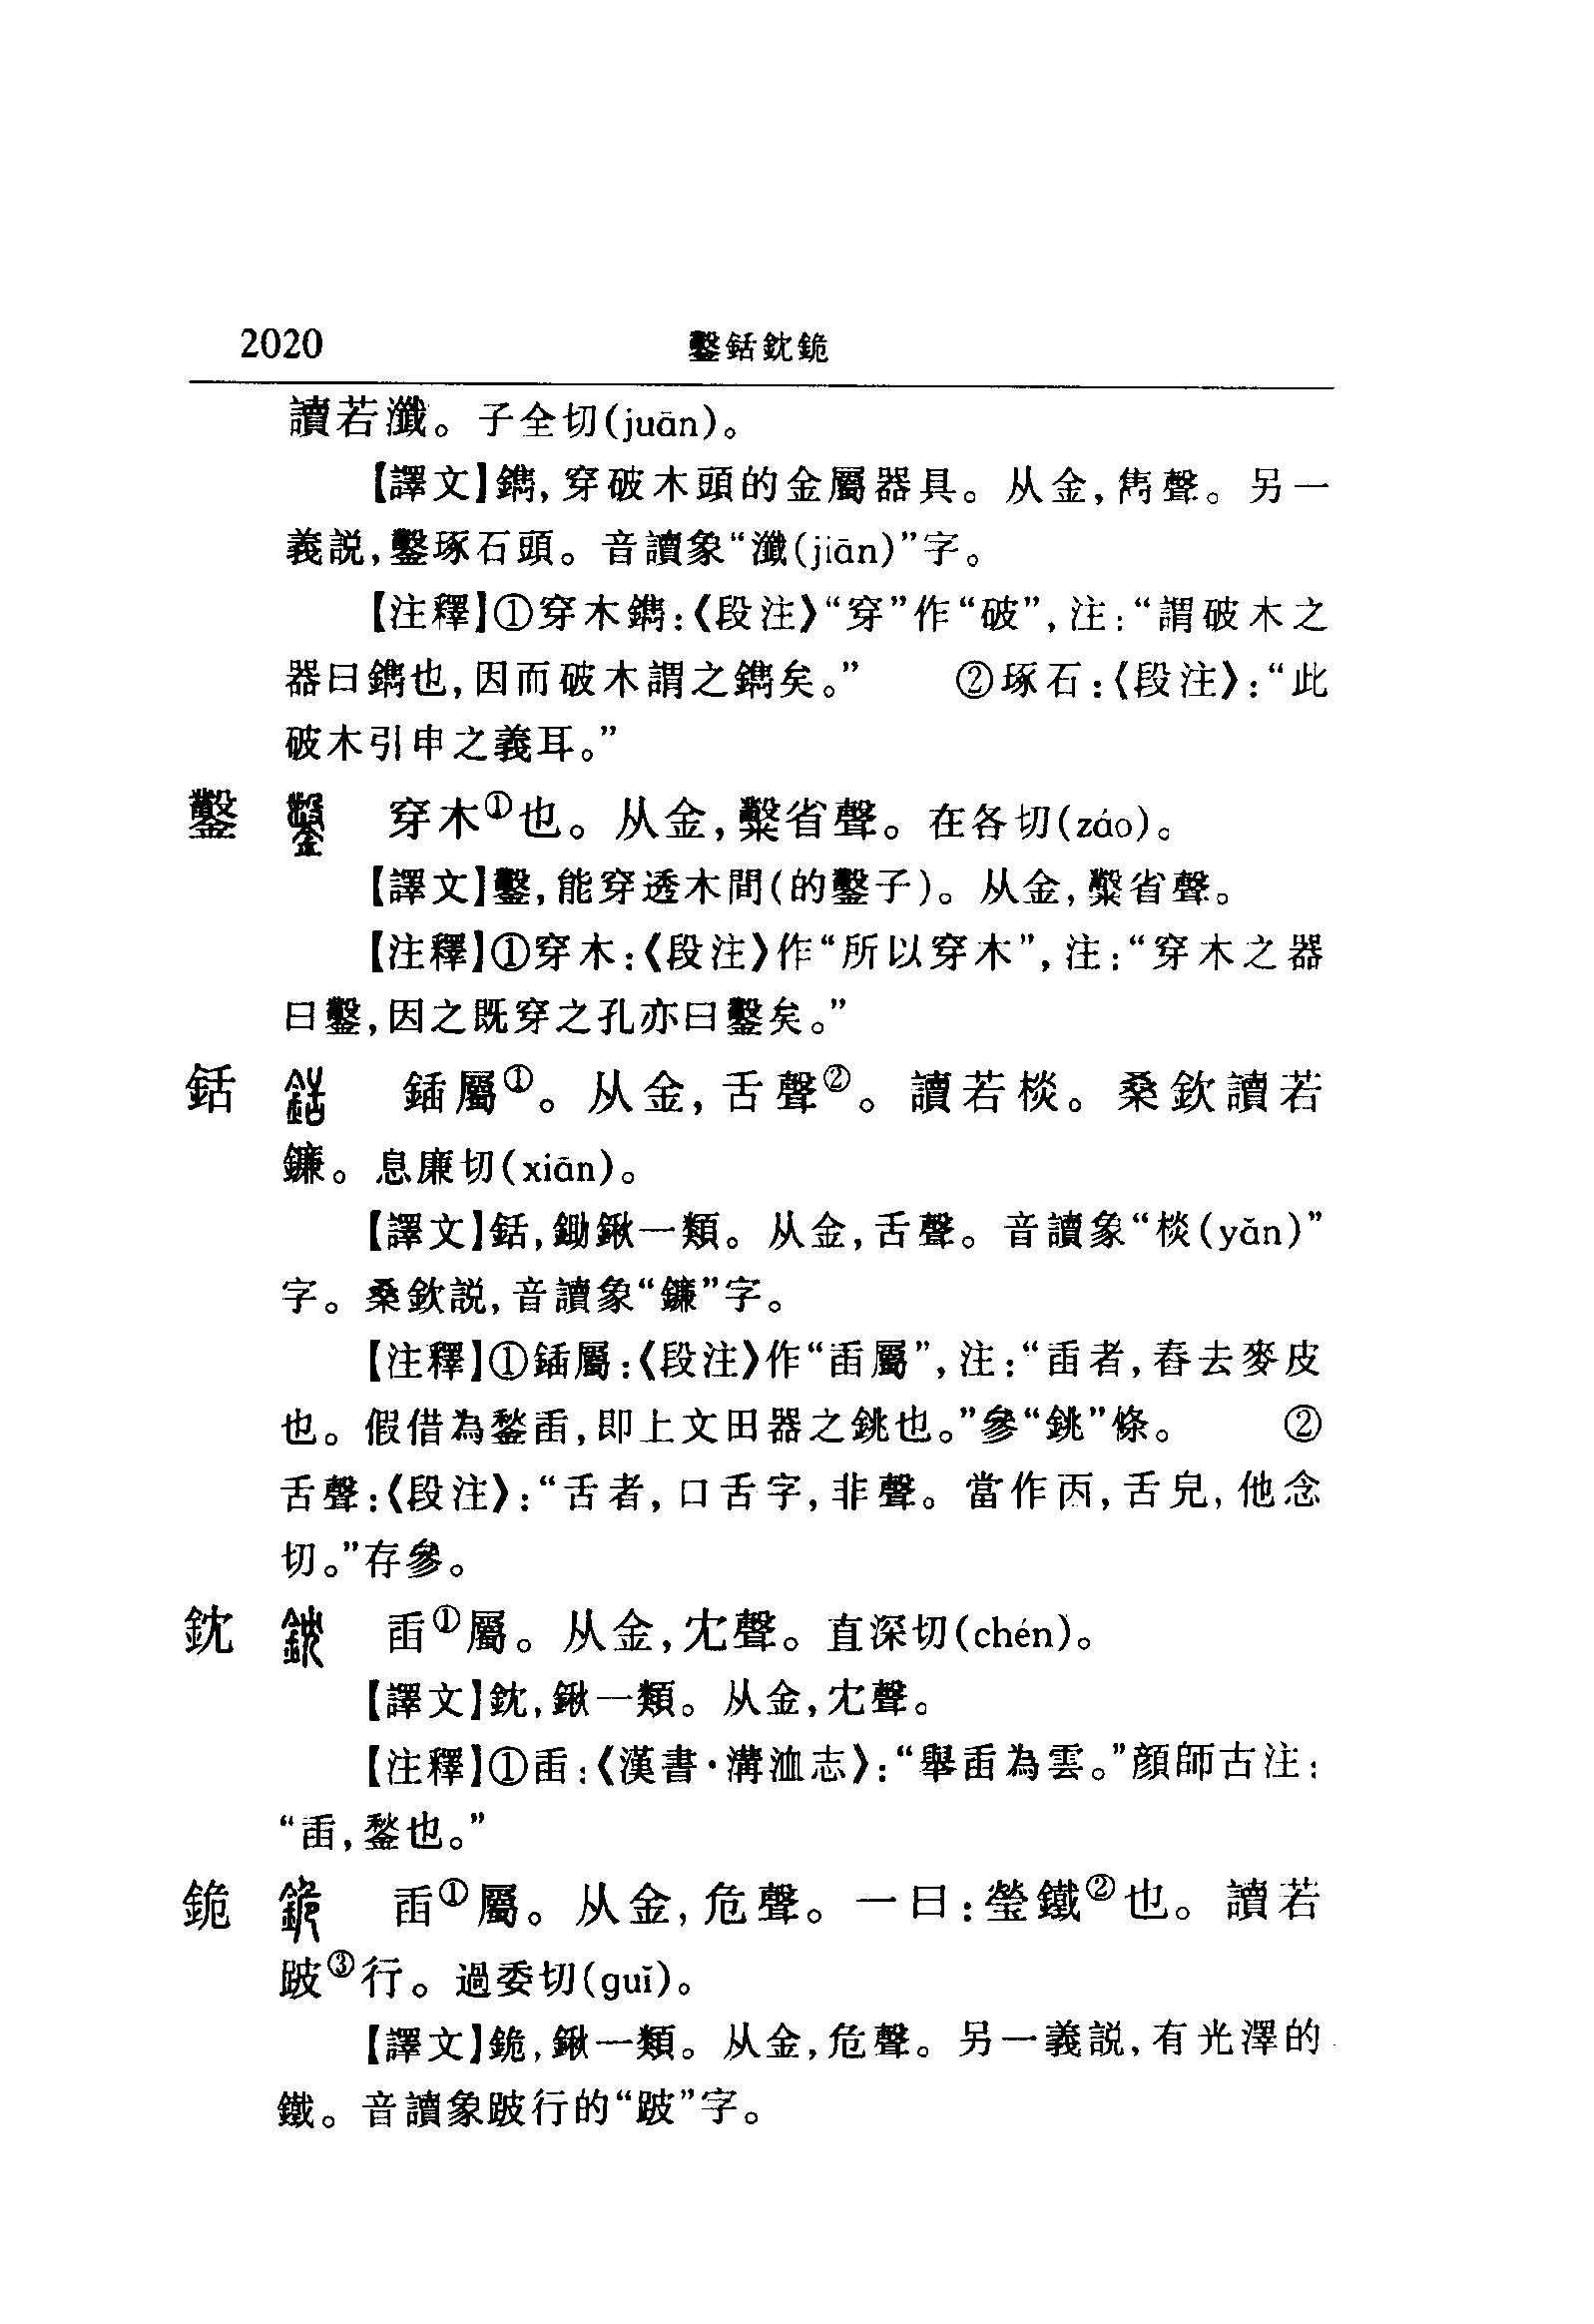 2020 鑿銛鈂鈍
讀若瀸。子全切(juān)。
【譯文】鐫,穿破木頭的金屬器具。从金,雋聲。另一
義説,鑿琢石頭。音讀象“瀸(jiān)”字。
【注釋】①穿木鐫:《段注》“穿”作“破”,注:“謂破木之
器曰鐫也,因而破木謂之鐫矣。” ②琢石:《段注》:“此
破木引申之義耳。”
鑿 穿木①也。从金,糳省聲。在各切(záo)。
【譯文】鑿,能穿透木間(的鑿子)。从金,糳省聲。
【注釋】①穿木:《段注》作“所以穿木”,注:“穿木之器
曰鑿,因之既穿之孔亦曰鑿矣。”
銛 鍤屬①。从金,舌聲②。讀若棪。桑欽讀若
鐮。息廉切(xiān)。
【譯文】銛,鋤鍬一類。从金,舌聲。音讀象“棪(yǎn)”
字。桑欽説,音讀象“鐮”字。
【注釋】①鍤屬:《段注》作“臿屬”,注:“臿者,舂去麥皮
也。假借為鍫臿,即上文田器之銚也。”參“銚”條。 ②
舌聲:《段注》:“舌者,口舌字,非聲。當作㐁,舌皃,他念
切。”存參。
鈂 臿①屬。从金,冘聲。直深切(chén)。
【譯文】鈂,鍬一類。从金,冘聲。
【注釋】①臿:《漢書·溝洫志》:“舉臿為雲。”顔師古注:
“臿,鍫也。”
鈍 臿①屬。从金,危聲。一曰:瑩鐵②也。讀若
跛③行。過委切(guǐ)。
【譯文】鈍,鍬一類。从金,危聲。另一義説,有光澤的
鐵。音讀象跛行的“跛”字。